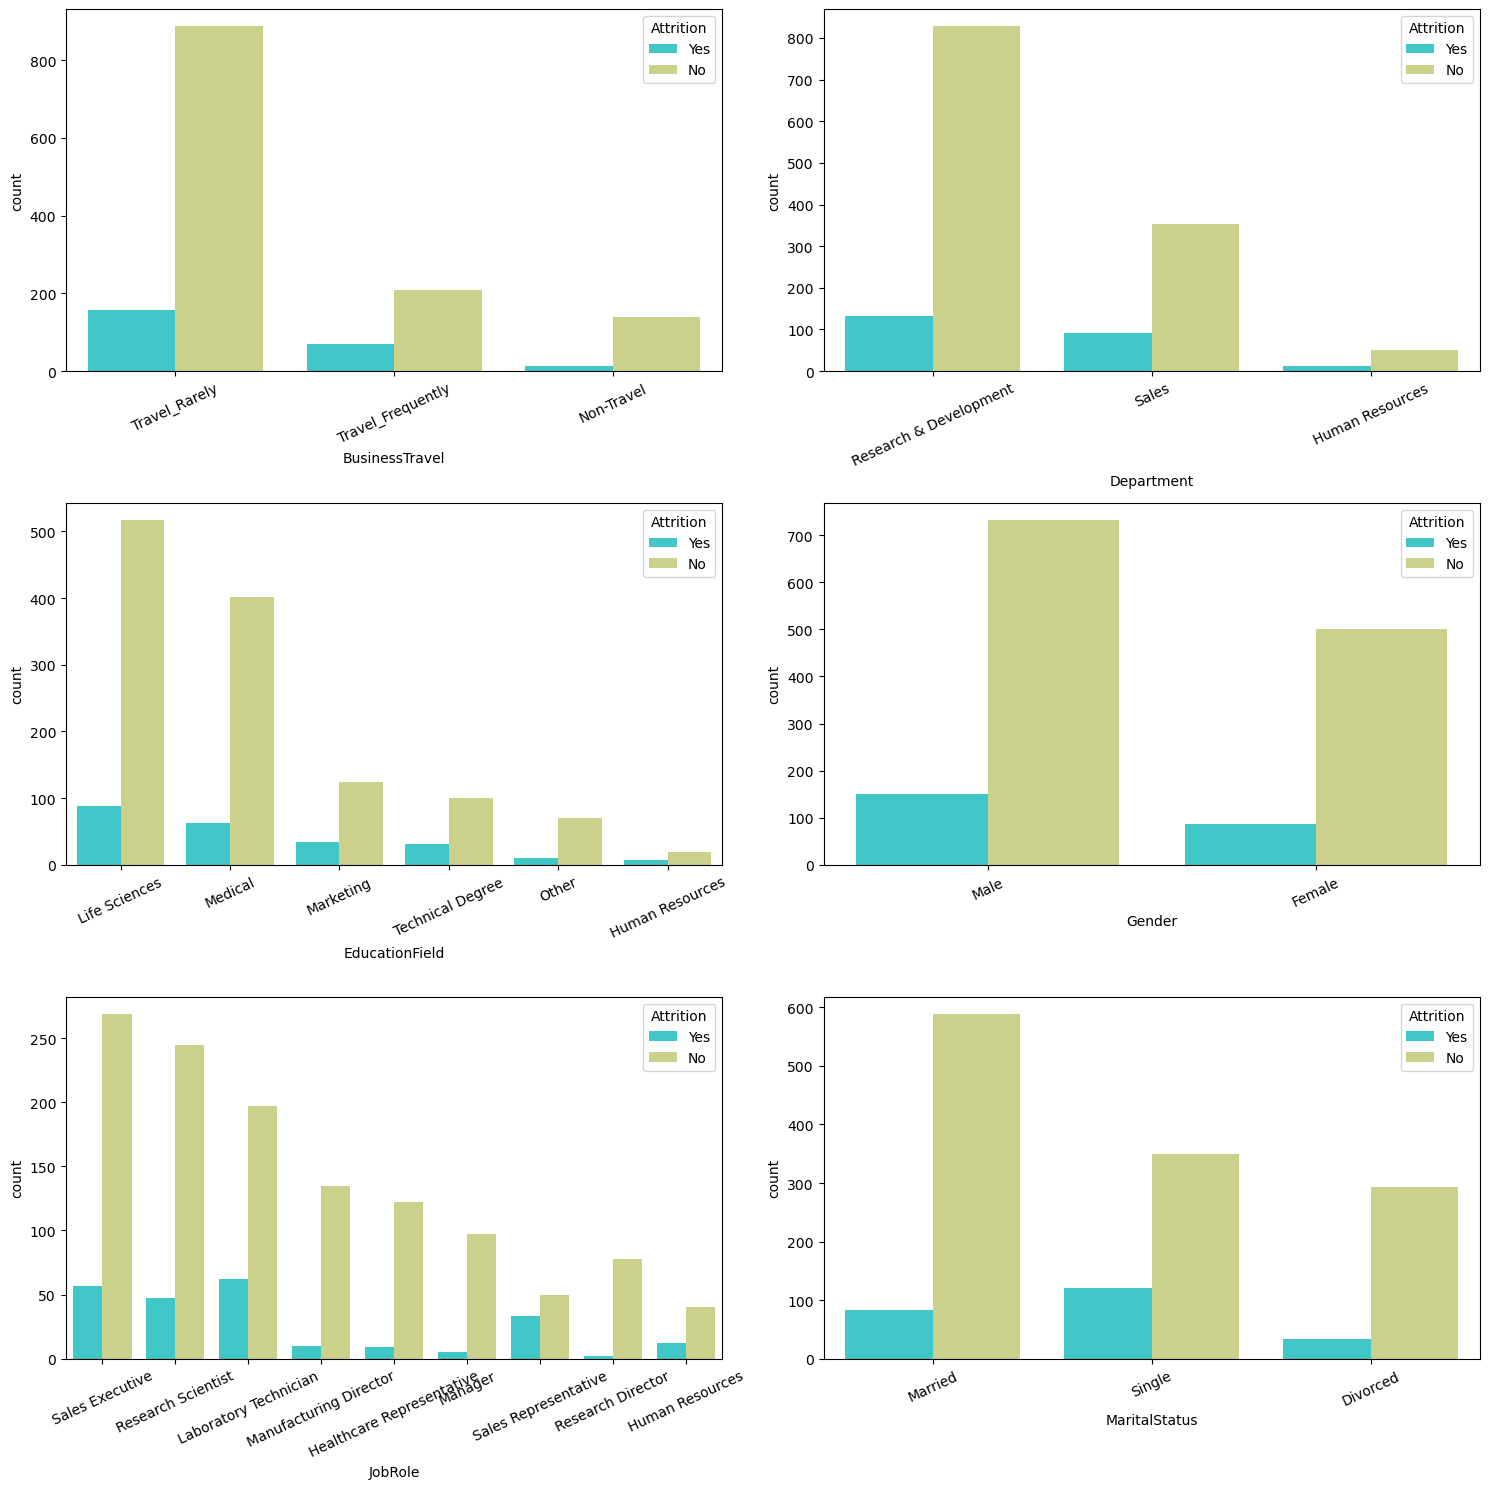 Attrition
Yes
No
800
600
400
200
0
count
Travel_Rarely
Travel_Frequently
Non-Travel
BusinessTravel
Attrition
Yes
No
800
700
600
500
400
300
200
100
0
count
Research & Development
Sales
Human Resources
Department
Attrition
Yes
No
500
400
300
200
100
0
count
Life Sciences
Medical
Marketing
Technical Degree
Other
Human Resources
EducationField
Attrition
Yes
No
700
600
500
400
300
200
100
0
count
Male
Female
Gender
Attrition
Yes
No
250
200
150
100
50
0
count
Sales Executive
Research Scientist
Laboratory Technician
Manufacturing Director
Healthcare Representative
Manager
Sales Representative
Research Director
Human Resources
JobRole
Attrition
Yes
No
600
500
400
300
200
100
0
count
Married
Single
Divorced
MaritalStatus